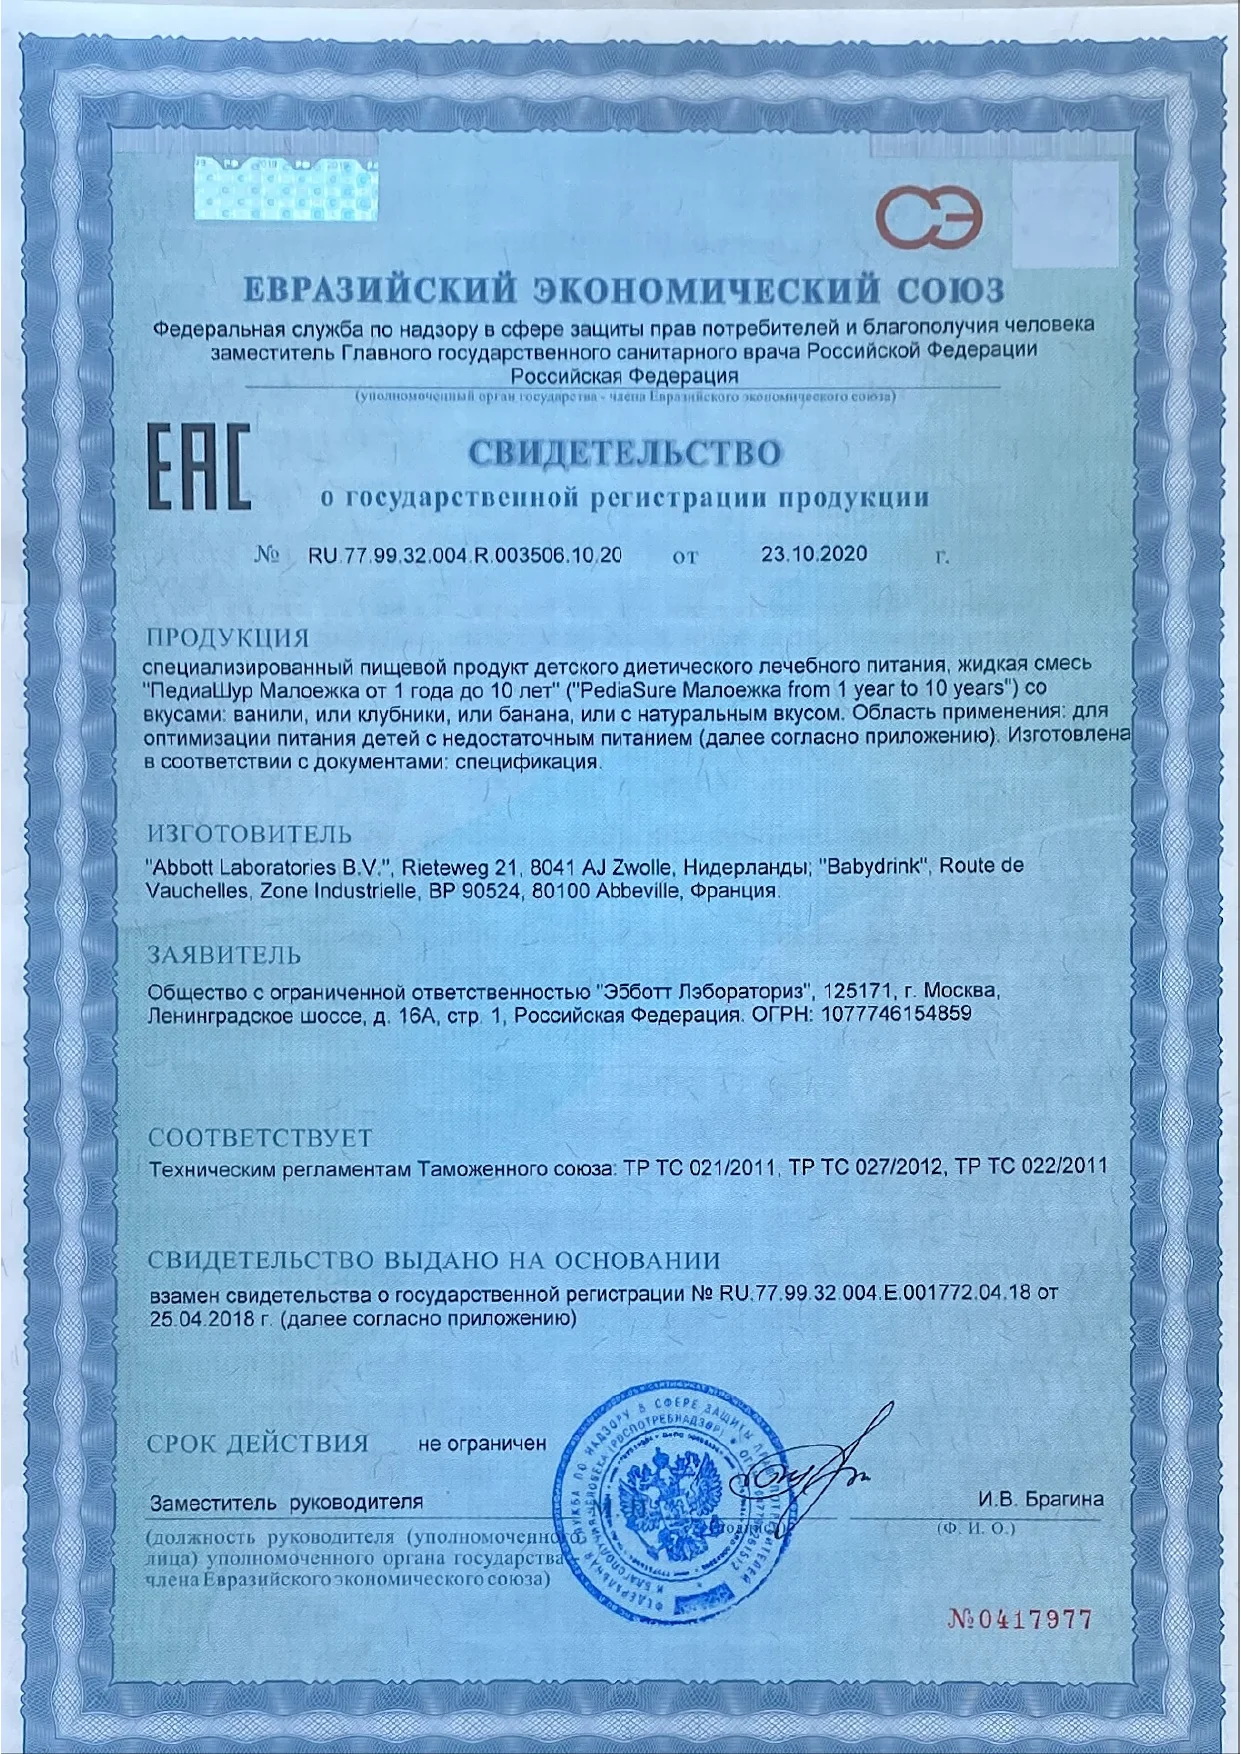 СЭ
ЕВРАЗИЙСКИЙ ЭКОНОМИЧЕСКИЙ СОЮЗ
Федеральная служба по надзору в сфере защиты прав потребителей и благополучия человека
заместитель Главного государственного санитарного врача Российской Федерации
Российская Федерация
(уполномоченный орган государства - члена Евразийского экономического союза)
EAC
СВИДЕТЕЛЬСТВО
о государственной регистрации продукции
№ RU.77.99.32.004.R.003506.10.20 от 23.10.2020 г.
ПРОДУКЦИЯ
специализированный пищевой продукт детского диетического лечебного питания, жидкая смесь
"ПедиаШур Малоежка от 1 года до 10 лет" ("PediaSure Малоежка from 1 year to 10 years") со
вкусами: ванили, или клубники, или банана, или с натуральным вкусом. Область применения: для
оптимизации питания детей с недостаточным питанием (далее согласно приложению). Изготовлена
в соответствии с документами: спецификация.
ИЗГОТОВИТЕЛЬ
"Abbott Laboratories B.V.", Rieteweg 21, 8041 AJ Zwolle, Нидерланды; "Babydrink", Route de
Vauchelles, Zone Industrielle, BP 90524, 80100 Abbeville, Франция.
ЗАЯВИТЕЛЬ
Общество с ограниченной ответственностью "Эбботт Лэбораториз", 125171, г. Москва,
Ленинградское шоссе, д. 16А, стр. 1, Российская Федерация. ОГРН: 1077746154859
СООТВЕТСТВУЕТ
Техническим регламентам Таможенного союза: ТР ТС 021/2011, ТР ТС 027/2012, ТР ТС 022/2011
СВИДЕТЕЛЬСТВО ВЫДАНО НА ОСНОВАНИИ
взамен свидетельства о государственной регистрации № RU.77.99.32.004.Е.001772.04.18 от
25.04.2018 г. (далее согласно приложению)
СРОК ДЕЙСТВИЯ не ограничен
Заместитель руководителя
И.В. Брагина
(Ф. И. О.)
(должность руководителя (уполномоченного
лица) уполномоченного органа государства
члена Евразийского экономического союза)
№0417977